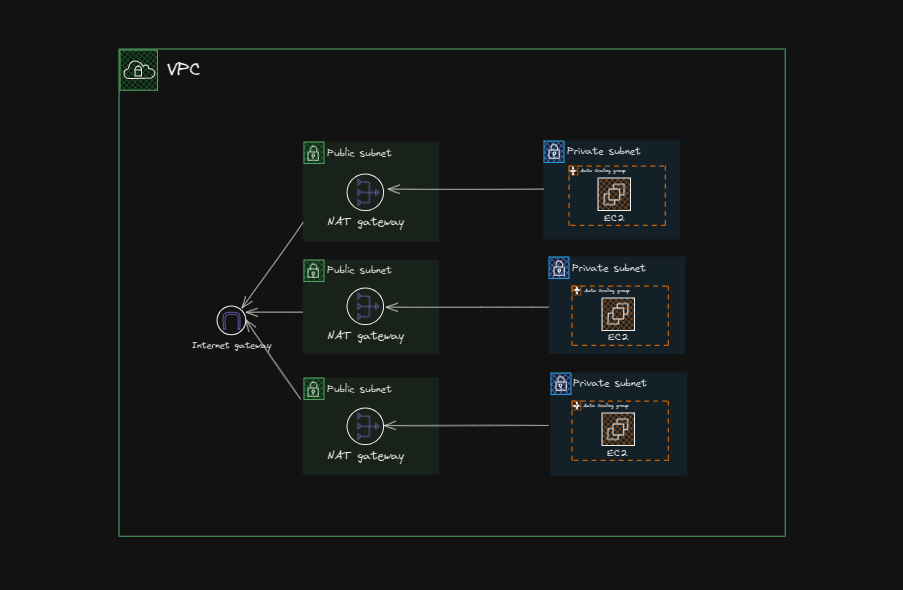 VPC
Public subnet
NAT gateway
Private subnet
Auto Scaling group
EC2
Public subnet
NAT gateway
Private subnet
Auto Scaling group
EC2
Internet gateway
Public subnet
NAT gateway
Private subnet
Auto Scaling group
EC2